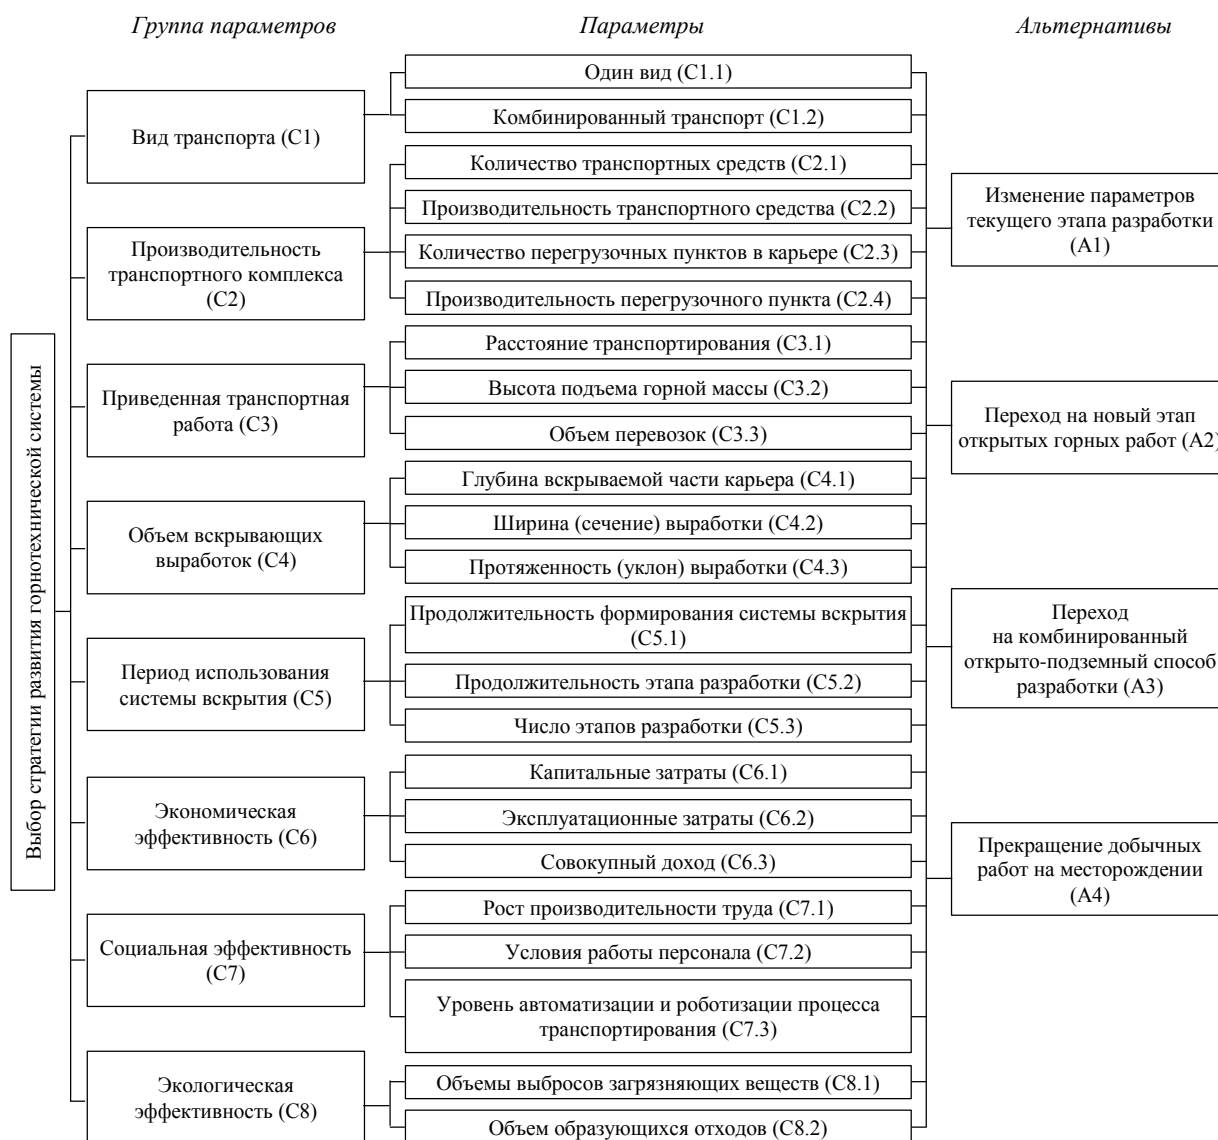 Группа параметров
Параметры
Альтернативы
Выбор стратегии развития горнотехнической системы
Вид транспорта (С1)
Производительность
транспортного комплекса
(С2)
Приведенная транспортная
работа (С3)
Объем вскрывающих
выработок (С4)
Период использования
системы вскрытия (С5)
Экономическая
эффективность (С6)
Социальная эффективность
(С7)
Экологическая
эффективность (С8)
Один вид (С1.1)
Комбинированный транспорт (С1.2)
Количество транспортных средств (С2.1)
Производительность транспортного средства (С2.2)
Количество перегрузочных пунктов в карьере (С2.3)
Производительность перегрузочного пункта (С2.4)
Расстояние транспортирования (С3.1)
Высота подъема горной массы (С3.2)
Объем перевозок (С3.3)
Глубина вскрываемой части карьера (С4.1)
Ширина (сечение) выработки (С4.2)
Протяженность (уклон) выработки (С4.3)
Продолжительность формирования системы вскрытия
(С5.1)
Продолжительность этапа разработки (С5.2)
Число этапов разработки (С5.3)
Капитальные затраты (С6.1)
Эксплуатационные затраты (С6.2)
Совокупный доход (С6.3)
Рост производительности труда (С7.1)
Условия работы персонала (С7.2)
Уровень автоматизации и роботизации процесса
транспортирования (С7.3)
Объемы выбросов загрязняющих веществ (С8.1)
Объем образующихся отходов (С8.2)
Изменение параметров
текущего этапа разработки
(А1)
Переход на новый этап
открытых горных работ (А2)
Переход
на комбинированный
открыто-подземный способ
разработки (А3)
Прекращение добычных
работ на месторождении
(А4)